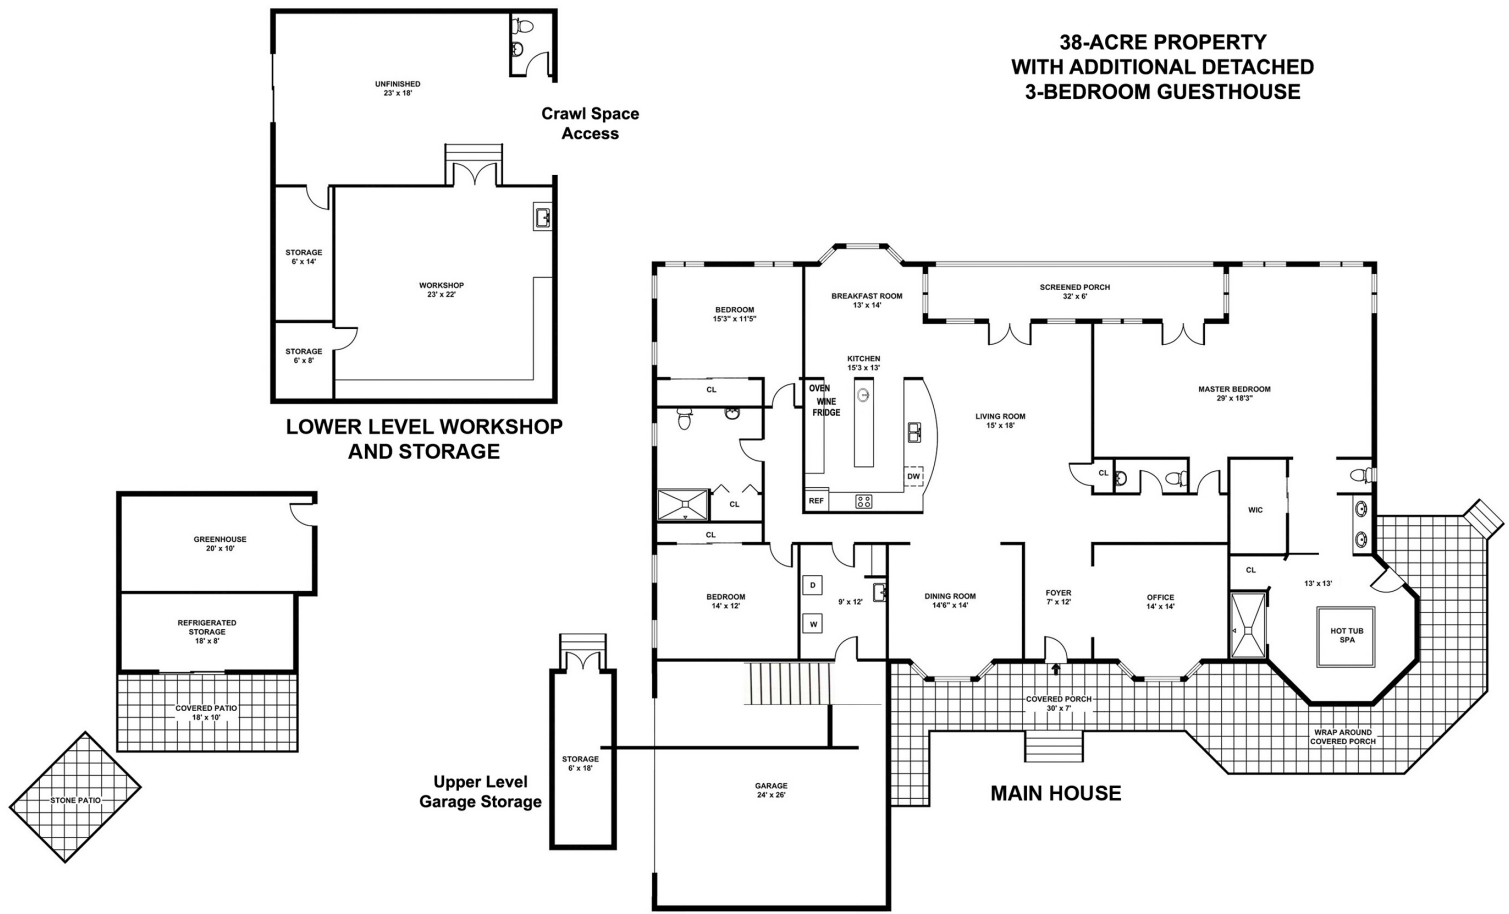 38-ACRE PROPERTY
WITH ADDITIONAL DETACHED
3-BEDROOM GUESTHOUSE
UNFINISHED
23' x 18'
Crawl Space
Access
STORAGE
6' x 14'
WORKSHOP
23' x 22'
STORAGE
6' x 8'
LOWER LEVEL WORKSHOP
AND STORAGE
GREENHOUSE
20' x 10'
REFRIGERATED
STORAGE
18' x 8'
COVERED PATIO
18' x 10'
STONE PATIO
Upper Level
Garage Storage
STORAGE
6' x 18'
BEDROOM
15'3" x 11'5"
BREAKFAST ROOM
13' x 14'
SCREENED PORCH
32' x 6'
KITCHEN
15'3 x 13'
CL
OVEN
WINE
FRIDGE
LIVING ROOM
15' x 18'
MASTER BEDROOM
29' x 18'3"
DW
REF
CL
CL
WIC
CL
CL
BEDROOM
14' x 12'
D
W
9' x 12'
DINING ROOM
14'6" x 14'
FOYER
7' x 12'
OFFICE
14' x 14'
13' x 13'
HOT TUB
SPA
COVERED PORCH
30' x 7'
WRAP AROUND
COVERED PORCH
GARAGE
24' x 26'
MAIN HOUSE